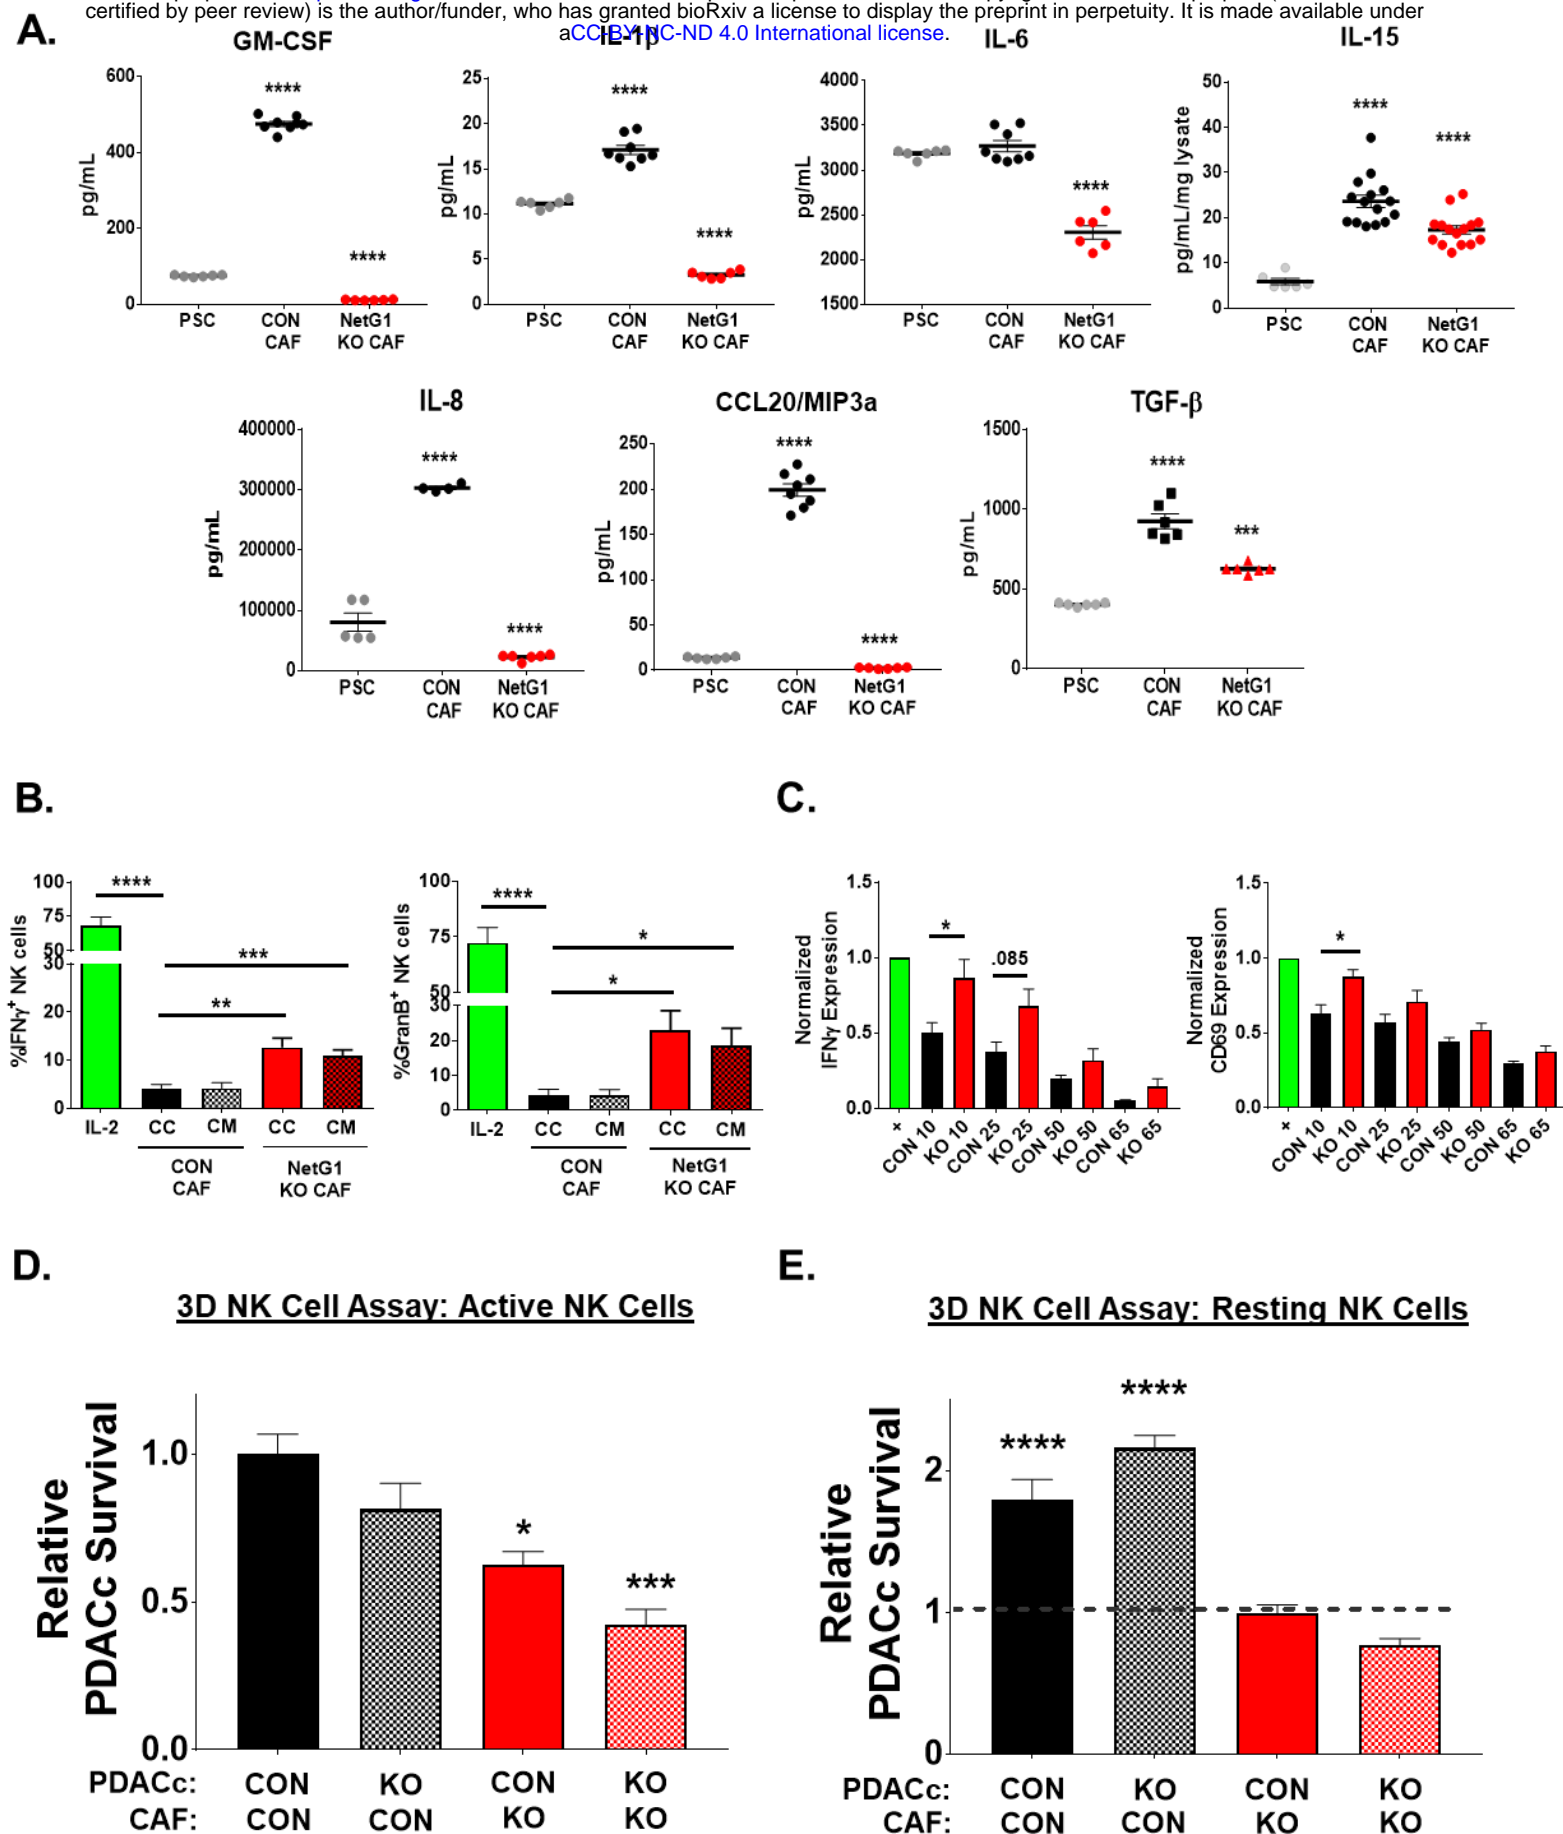 certified by peer review) is the author/funder, who has granted bioRxiv a license to display the preprint in perpetuity. It is made available under
aCC-BY-NC-ND 4.0 International license.
A.
GM-CSF
IL-1β
IL-6
IL-15
600
400
200
0
pg/mL
****
****
PSC
CON CAF
NetG1 KO CAF
25
20
15
10
5
0
pg/mL
****
****
PSC
CON CAF
NetG1 KO CAF
4000
3500
3000
2500
2000
1500
pg/mL
****
PSC
CON CAF
NetG1 KO CAF
50
40
30
20
10
0
pg/mL/mg lysate
****
****
PSC
CON CAF
NetG1 KO CAF
IL-8
400000
300000
200000
100000
0
pg/mL
****
****
PSC
CON CAF
NetG1 KO CAF
CCL20/MIP3a
250
200
150
100
50
0
pg/mL
****
****
PSC
CON CAF
NetG1 KO CAF
TGF-β
1500
1000
500
0
pg/mL
****
***
PSC
CON CAF
NetG1 KO CAF
B.
%IFNγ+ NK cells
100
75
50
30
20
10
0
****
***
**
IL-2
CC
CM
CC
CM
CON CAF
NetG1 KO CAF
%GranB+ NK cells
100
75
50
30
20
10
0
****
*
*
IL-2
CC
CM
CC
CM
CON CAF
NetG1 KO CAF
C.
Normalized
IFNγ Expression
1.5
1.0
0.5
0.0
*
.085
+
CON 10
KO 10
CON 25
KO 25
CON 50
KO 50
CON 65
KO 65
Normalized
CD69 Expression
1.5
1.0
0.5
0.0
*
+
CON 10
KO 10
CON 25
KO 25
CON 50
KO 50
CON 65
KO 65
D.
3D NK Cell Assay: Active NK Cells
Relative
PDACc Survival
1.0
0.5
0.0
*
***
PDACc: CON KO CON KO
CAF: CON CON KO KO
E.
3D NK Cell Assay: Resting NK Cells
Relative
PDACc Survival
2
1
0
****
****
PDACc: CON KO CON KO
CAF: CON CON KO KO